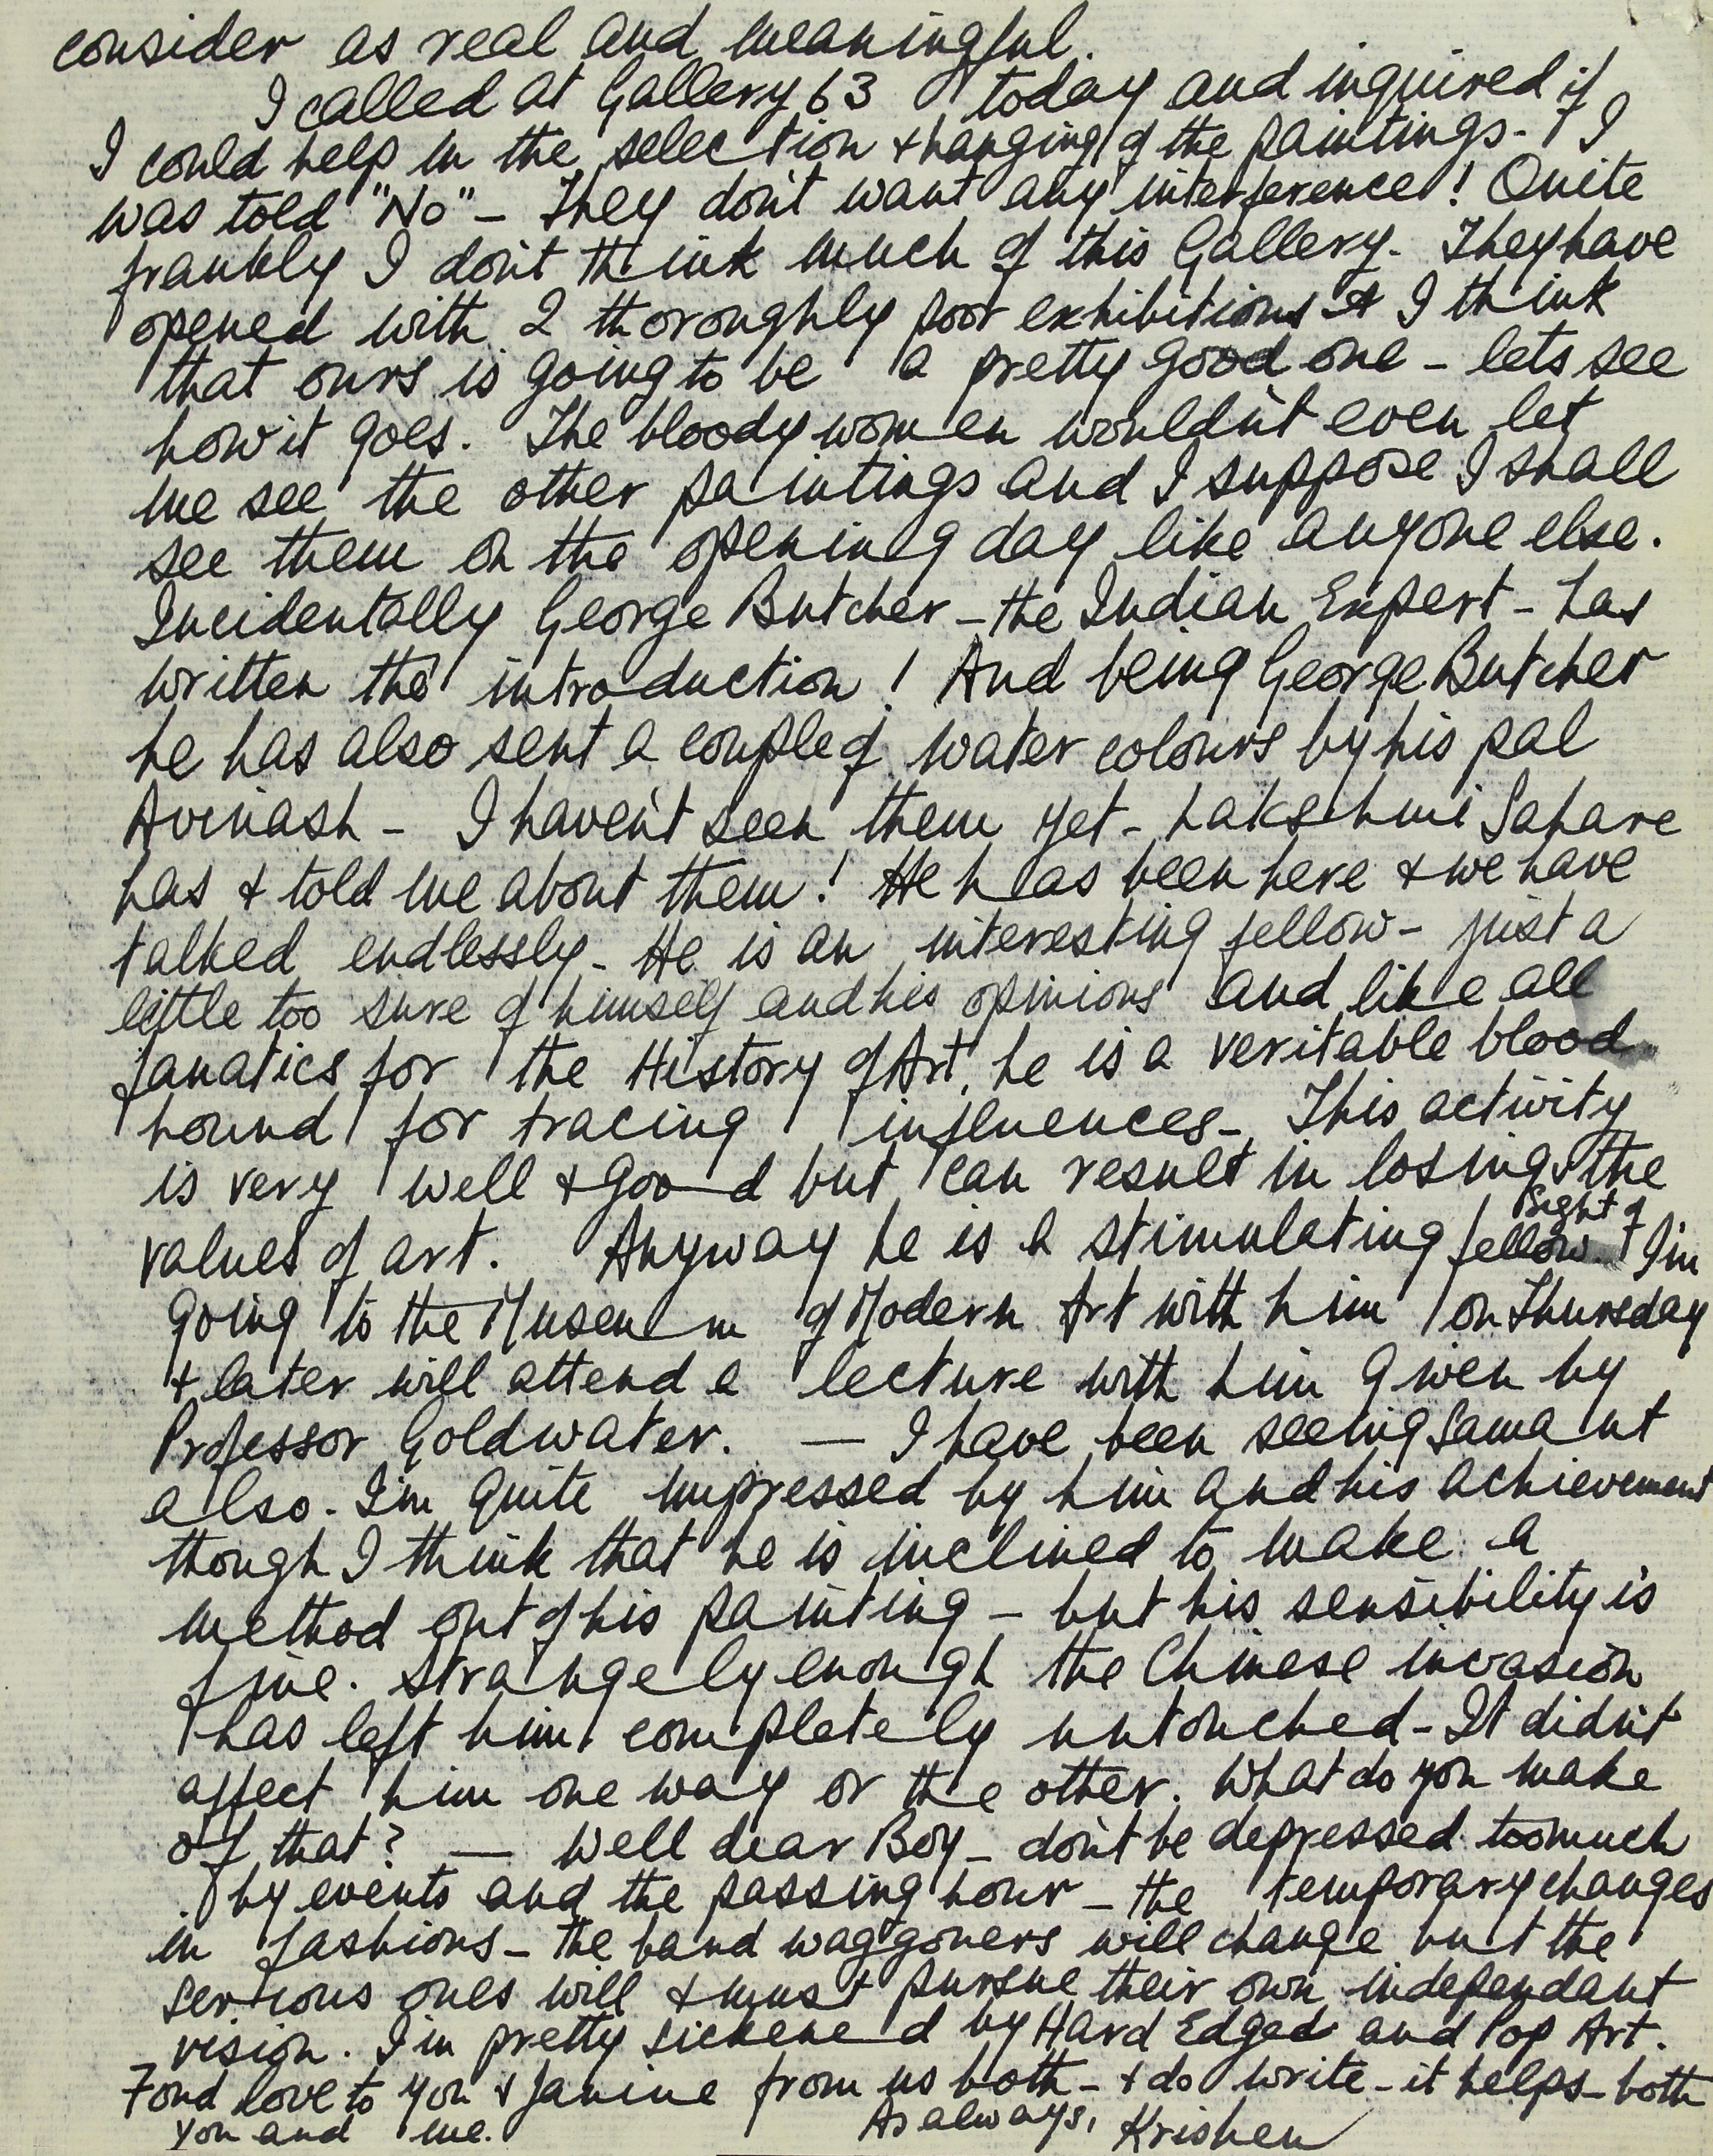 consider as real and meaningful.
I called at Gallery 63 today and inquired if
I could help in the selection + hanging of the paintings. I
was told "No" – They don't want any interference! Quite
frankly I don't think much of this Gallery. They have
opened with 2 thoroughly poor exhibitions & I think
that ours is going to be a pretty good one – lets see
how it goes. The bloody women wouldn't even let
me see the other paintings and I suppose I shall
see them on the opening day like anyone else.
Incidentally George Butcher – the Indian Expert – has
written the introduction! And being George Butcher
he has also sent a couple of water colours by his pal
Avinash – I haven't seen them yet – Lakshmi Sahare
has + told me about them! He has been here + we have
talked endlessly – He is an interesting fellow – just a
little too sure of himself and his opinions and like all
fanatics for the History of Art, he is a veritable blood
hound for tracing influences – This activity
is very well + good but can result in losing the
sight of
values of art. Anyway he is a stimulating fellow. I'm
going to the Museum of Modern Art with him on Thursday
+ later will attend a lecture with him given by
Professor Goldwater. — I have been seeing Samant
also. I'm quite impressed by him and his achievement
though I think that he is inclined to make a
method out of his painting – but his sensibility is
fine. Strangely enough the Chinese invasion
has left him completely untouched – It didn't
affect him one way or the other. What do you make
of that? — Well dear Boy – don't be depressed too much
by events and the passing hour – the temporary changes
in fashions – the band waggoners will change but the
serious ones will + must pursue their own independant
vision. I'm pretty sickened by Hard Edged and Pop Art.
Fond love to you + Janine from us both – + do write – it helps – both
you and me. As always, Krishen